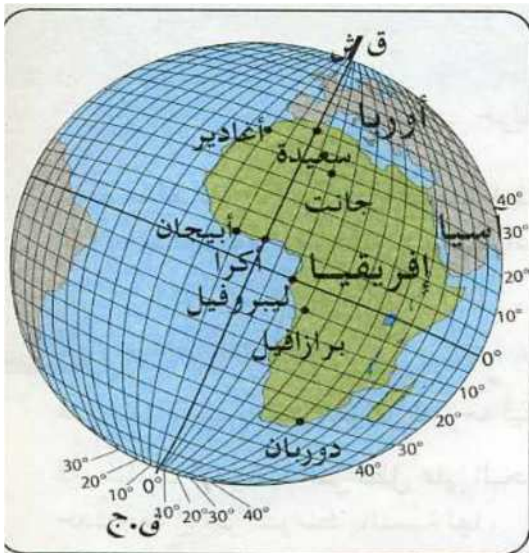 ق.ش
أوربا
أغادير
سعيدة
جانت
آسيا
أبيجان
أكرا
إفريقيا
ليبروفيل
برازافيل
دوربان
40°
30°
20°
10°
0°
10°
20°
30°
40°
30°
20°
10°
0°
10°
20°
30°
40°
ق.ج